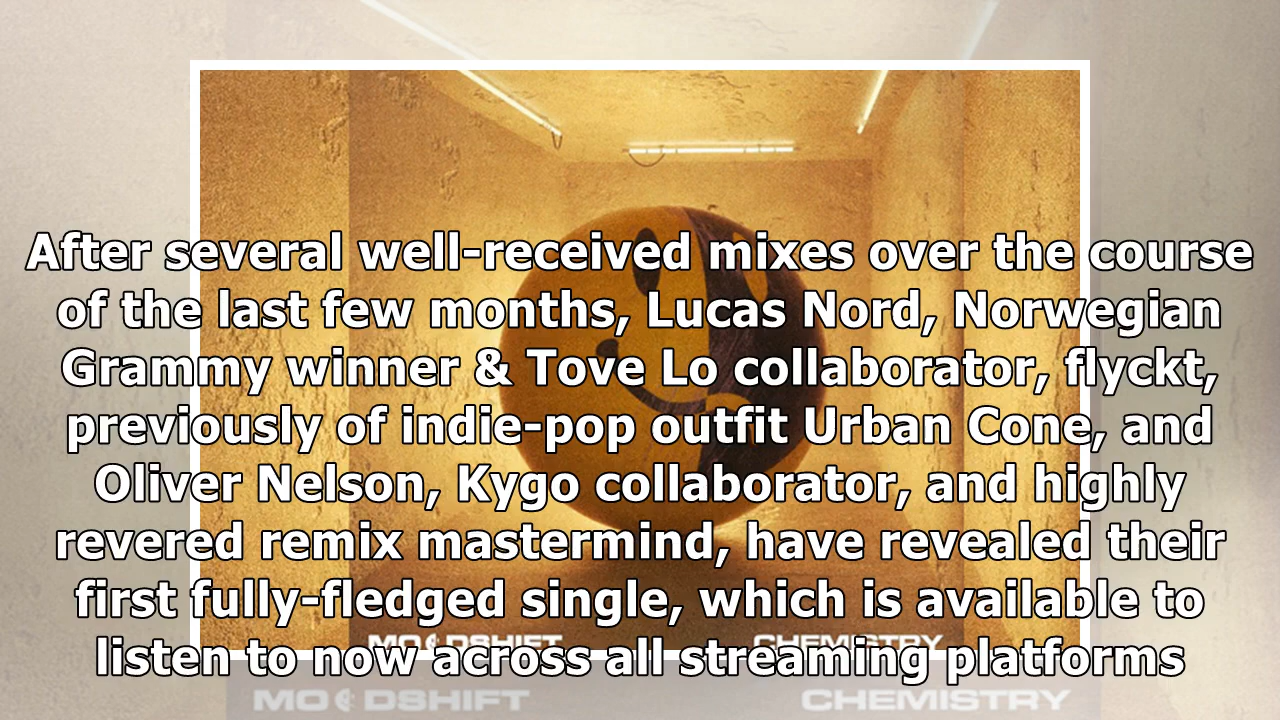 After several well-received mixes over the course
of the last few months, Lucas Nord, Norwegian
Grammy winner & Tove Lo collaborator, flyckt,
previously of indie-pop outfit Urban Cone, and
Oliver Nelson, Kygo collaborator, and highly
revered remix mastermind, have revealed their
first fully-fledged single, which is available to
MOODSHIFT CHEMISTRY
listen to now across all streaming platforms
MOODSHIFT CHEMISTRY